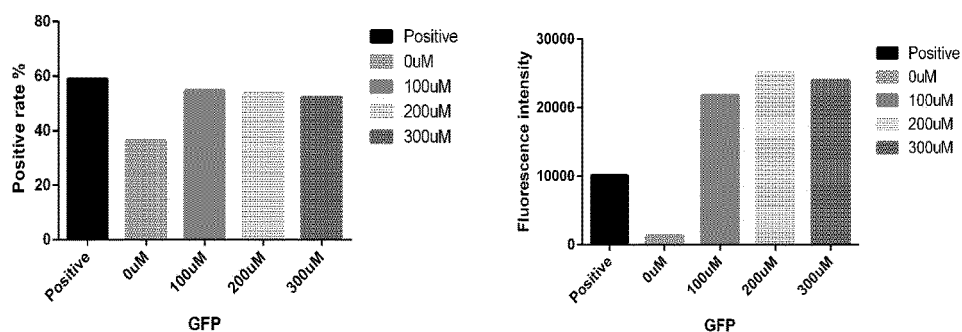 Positive rate %
80
60
40
20
0
Positive
0uM
100uM
200uM
300uM
GFP
Positive
0uM
100uM
200uM
300uM
Fluorescence intensity
30000
20000
10000
0
Positive
0uM
100uM
200uM
300uM
GFP
Positive
0uM
100uM
200uM
300uM